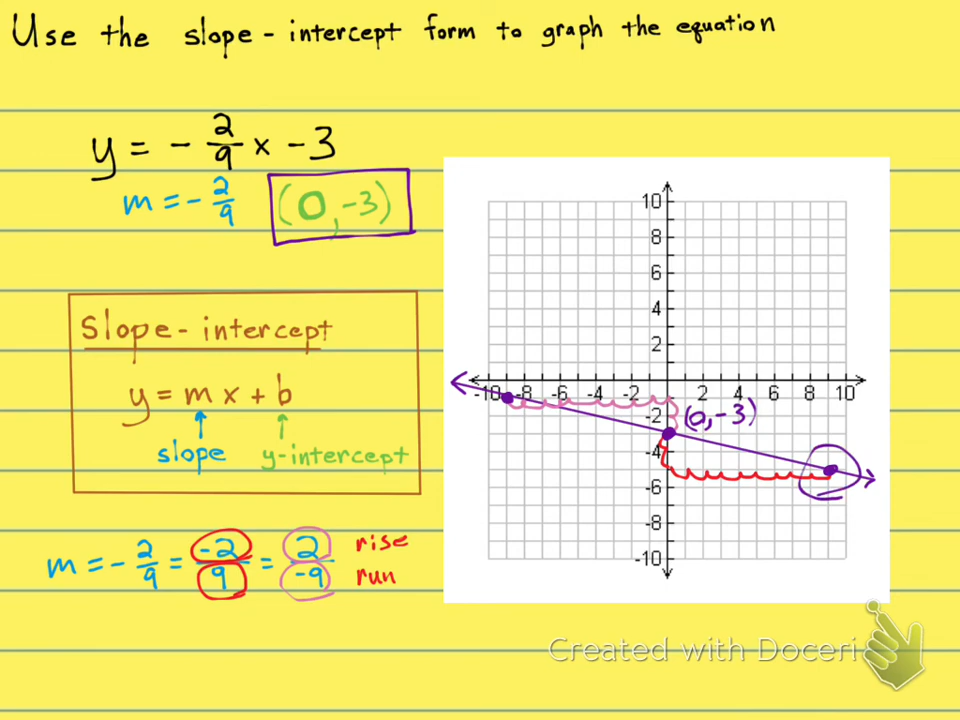 Use the slope-intercept form to graph the equation
y = - 2/9 x - 3
m = - 2/9 (0, -3)
Slope-intercept
y = m x + b
slope y-intercept
m = - 2/9 = -2/9 = 2/-9 rise
run
10
8
6
4
2
-10 -8 -6 -4 -2 2 4 6 8 10
-2 (0, -3)
-4
-6
-8
-10
Created with Doceri